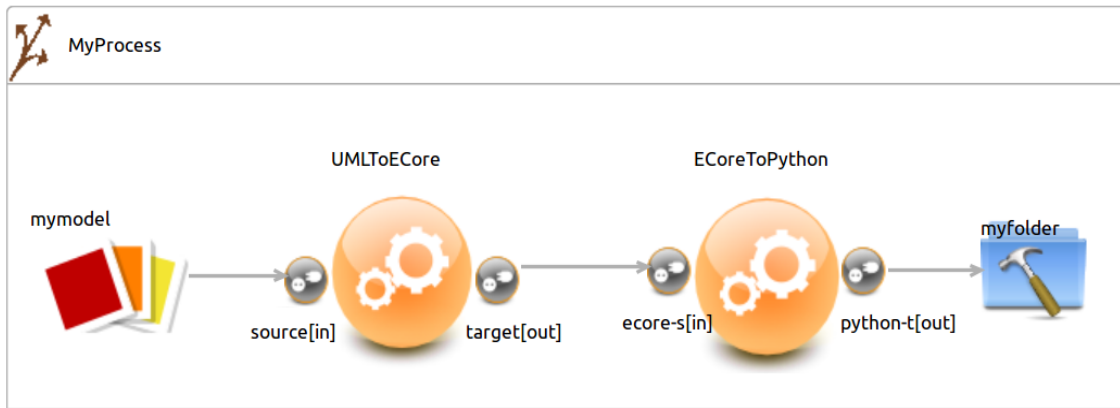 MyProcess
UMLToECore
ECoreToPython
mymodel
myfolder
source[in]
target[out]
ecore-s[in]
python-t[out]